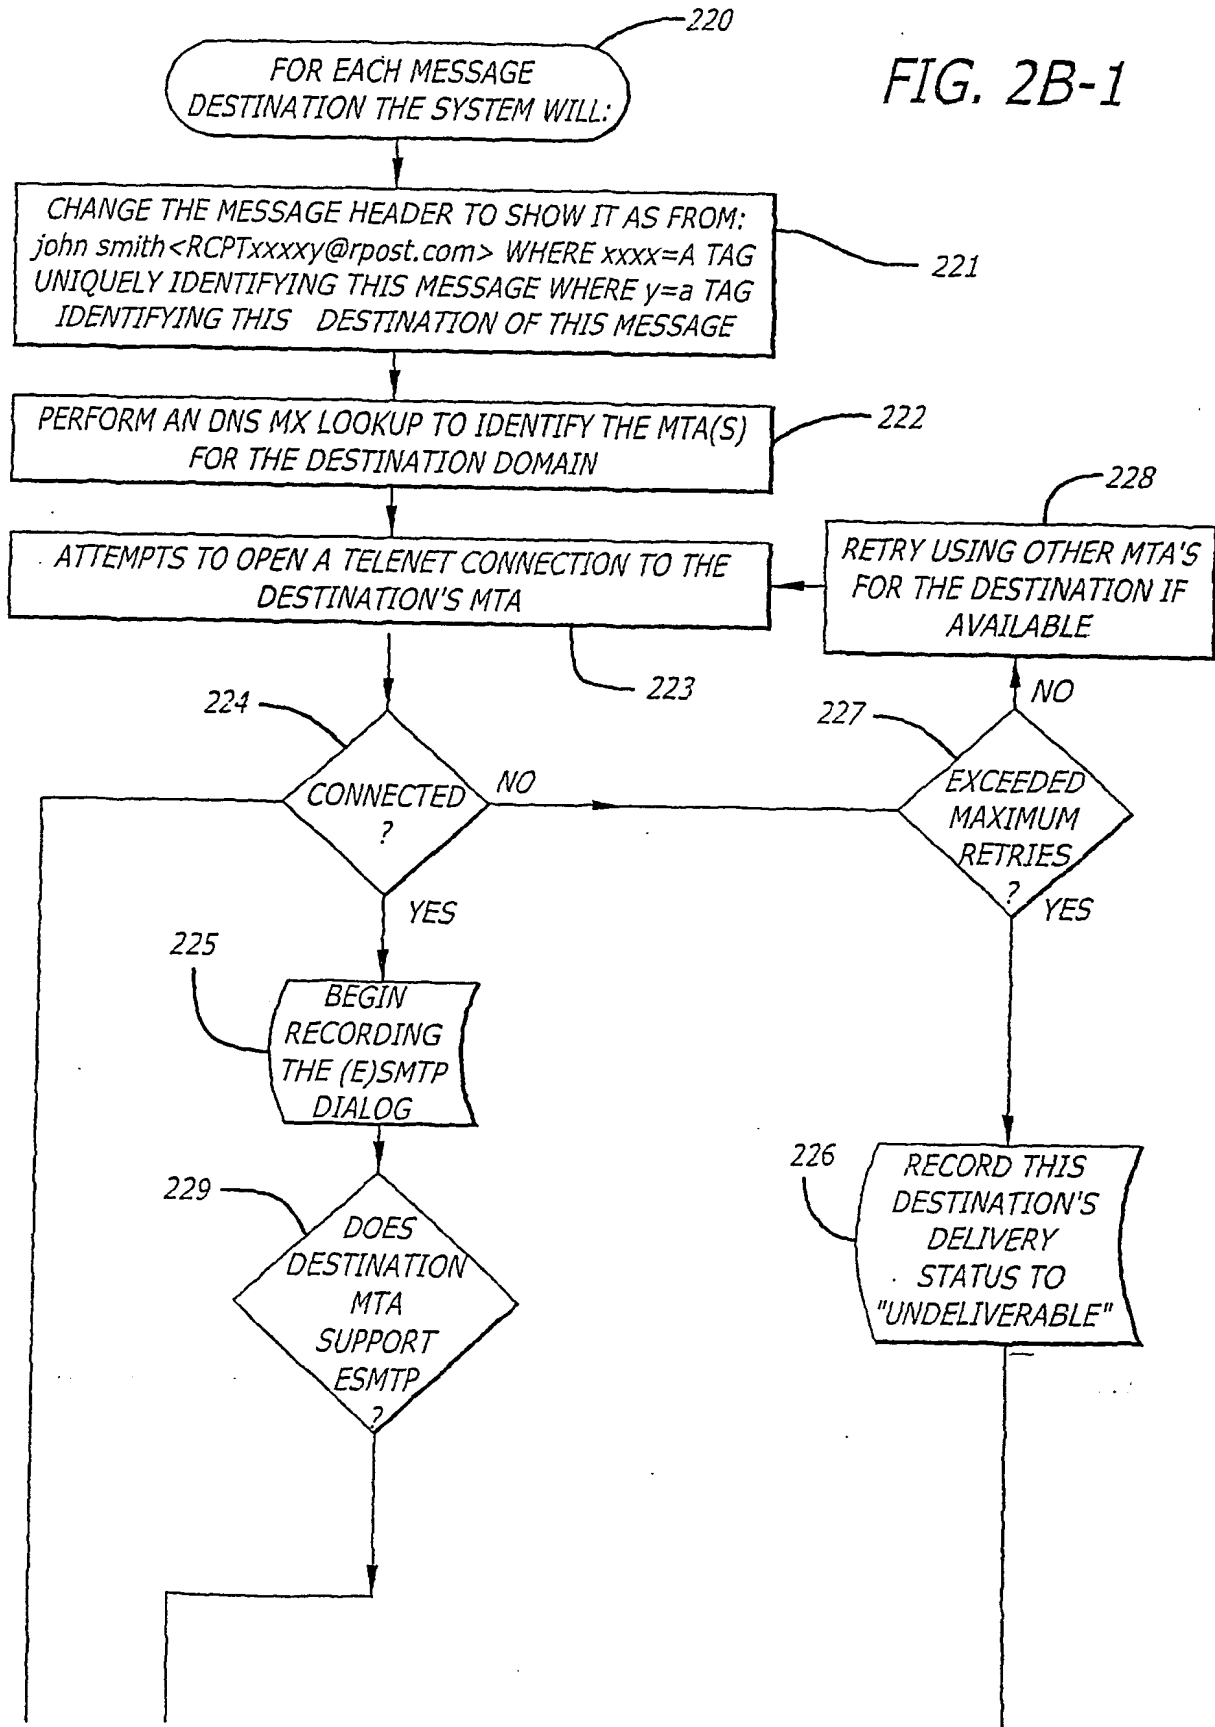 220
FIG. 2B-1
FOR EACH MESSAGE
DESTINATION THE SYSTEM WILL:
CHANGE THE MESSAGE HEADER TO SHOW IT AS FROM:
john smith<RCPTxxxxy@rpost.com> WHERE xxxx=A TAG
UNIQUELY IDENTIFYING THIS MESSAGE WHERE y=a TAG
IDENTIFYING THIS DESTINATION OF THIS MESSAGE
221
PERFORM AN DNS MX LOOKUP TO IDENTIFY THE MTA(S)
FOR THE DESTINATION DOMAIN
222
ATTEMPTS TO OPEN A TELENET CONNECTION TO THE
DESTINATION'S MTA
223
228
RETRY USING OTHER MTA'S
FOR THE DESTINATION IF
AVAILABLE
NO
224
CONNECTED
?
NO
YES
227
EXCEEDED
MAXIMUM
RETRIES
?
YES
225
BEGIN
RECORDING
THE (E)SMTP
DIALOG
229
DOES
DESTINATION
MTA
SUPPORT
ESMTP
?
226
RECORD THIS
DESTINATION'S
DELIVERY
STATUS TO
"UNDELIVERABLE"